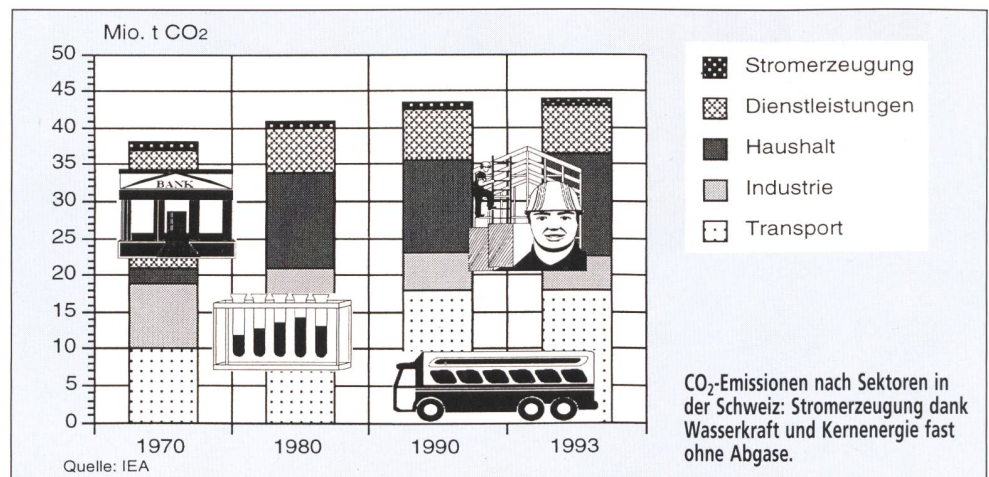 Mio. t CO2
50
45
40
35
30
25
20
15
10
5
0
BANK
1970 1980 1990 1993
Quelle: IEA
Stromerzeugung
Dienstleistungen
Haushalt
Industrie
Transport
CO2-Emissionen nach Sektoren in
der Schweiz: Stromerzeugung dank
Wasserkraft und Kernenergie fast
ohne Abgase.